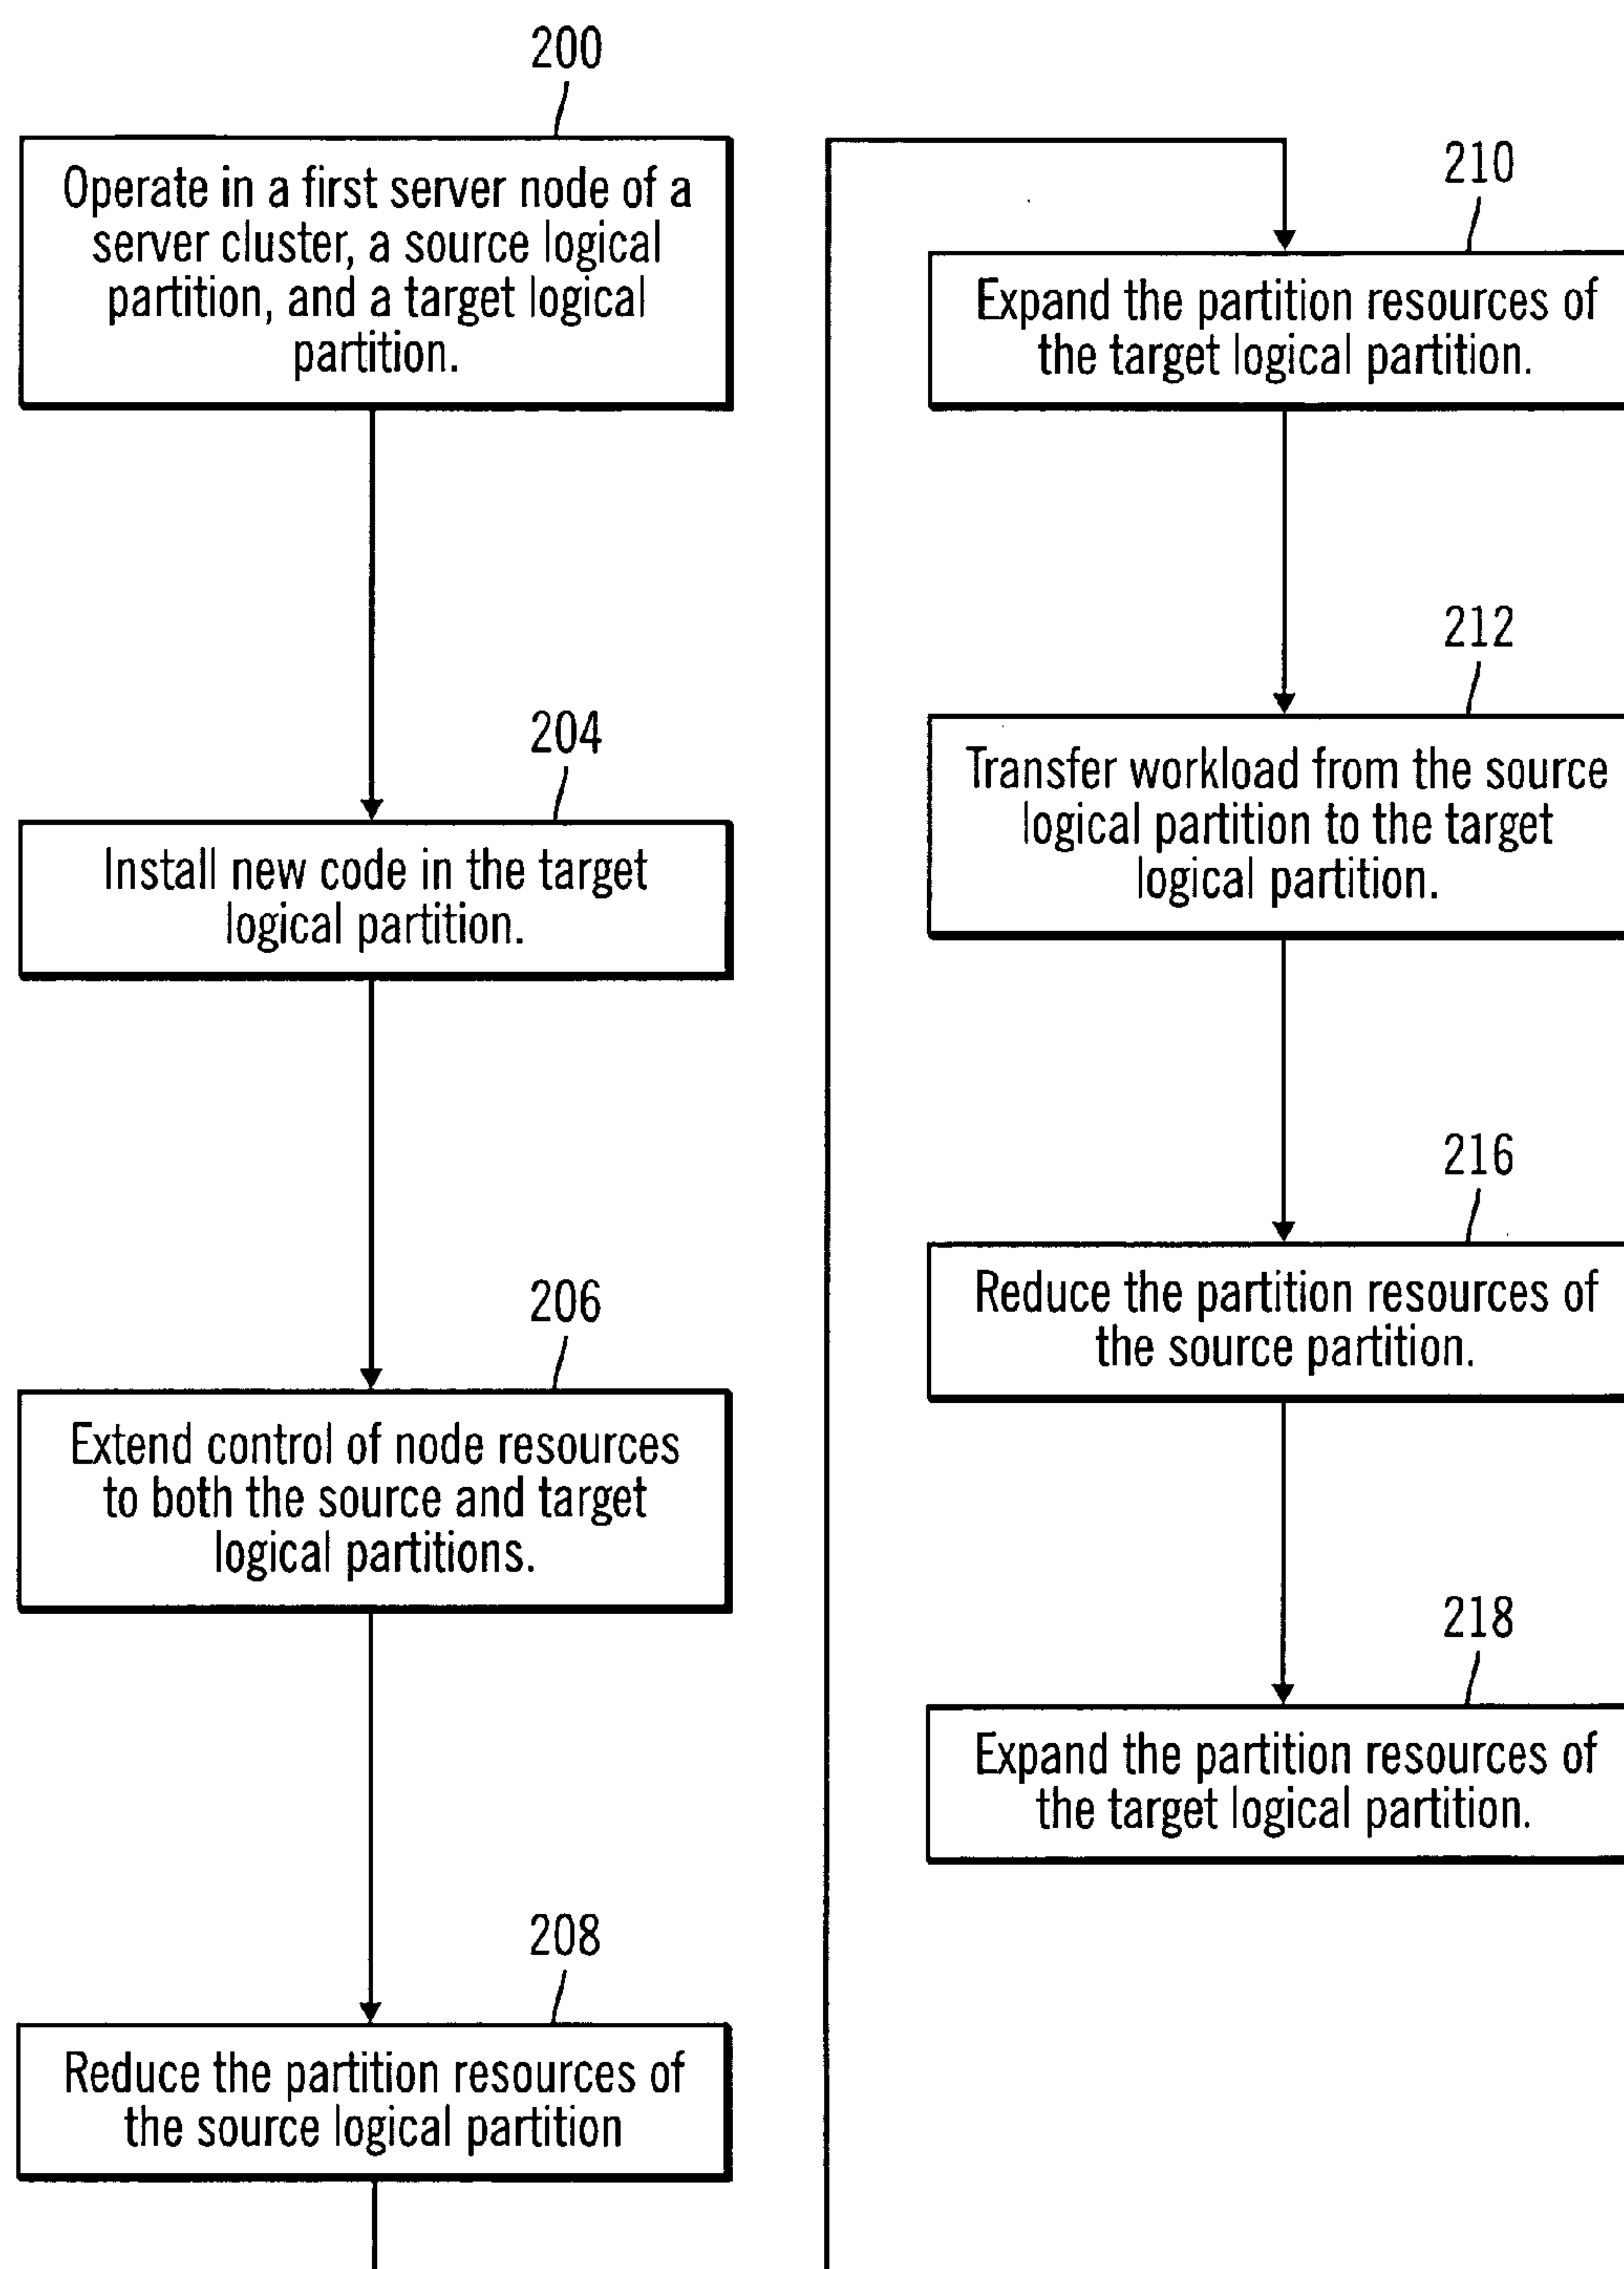 200
Operate in a first server node of a
server cluster, a source logical
partition, and a target logical
partition.
204
Install new code in the target
logical partition.
206
Extend control of node resources
to both the source and target
logical partitions.
208
Reduce the partition resources of
the source logical partition
210
Expand the partition resources of
the target logical partition.
212
Transfer workload from the source
logical partition to the target
logical partition.
216
Reduce the partition resources of
the source partition.
218
Expand the partition resources of
the target logical partition.